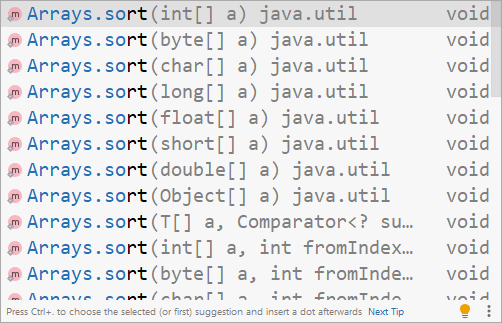 m Arrays.sort(int[] a) java.util void
m Arrays.sort(byte[] a) java.util void
m Arrays.sort(char[] a) java.util void
m Arrays.sort(long[] a) java.util void
m Arrays.sort(float[] a) java.util void
m Arrays.sort(short[] a) java.util void
m Arrays.sort(double[] a) java.util void
m Arrays.sort(Object[] a) java.util void
m Arrays.sort(T[] a, Comparator<? su… void
m Arrays.sort(int[] a, int fromIndex… void
m Arrays.sort(byte[] a, int fromInde… void
m Arrays.sort(char[] a, int fromInde… void
Press Ctrl+. to choose the selected (or first) suggestion and insert a dot afterwards Next Tip